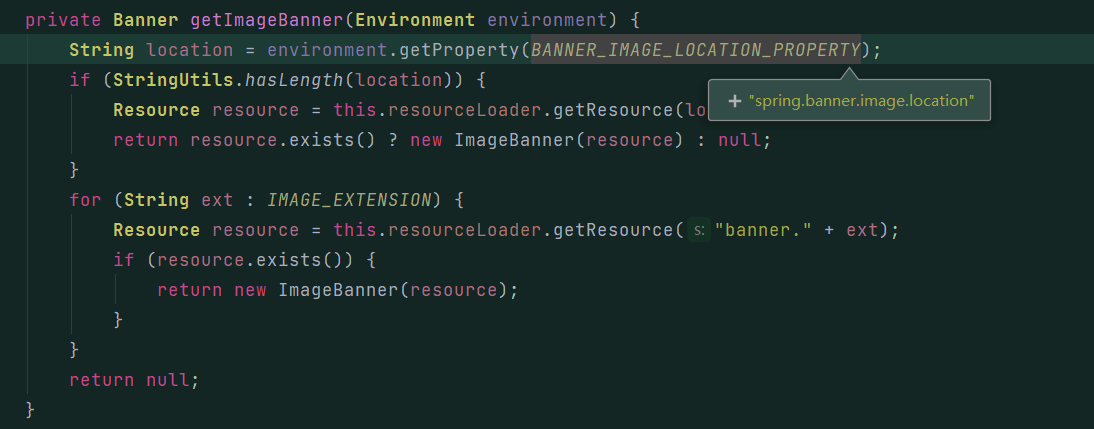 private Banner getImageBanner(Environment environment) {
String location = environment.getProperty(BANNER_IMAGE_LOCATION_PROPERTY);
if (StringUtils.hasLength(location)) {
+ "spring.banner.image.location"
Resource resource = this.resourceLoader.getResource(lo
return resource.exists() ? new ImageBanner(resource) : null;
}
for (String ext : IMAGE_EXTENSION) {
Resource resource = this.resourceLoader.getResource( s: "banner." + ext);
if (resource.exists()) {
return new ImageBanner(resource);
}
}
return null;
}